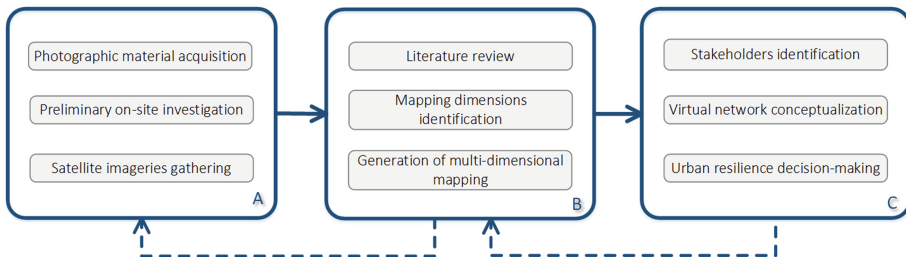 Photographic material acquisition
Preliminary on-site investigation
Satellite imageries gathering
A
Literature review
Mapping dimensions
identification
Generation of multi-dimensional
mapping
B
Stakeholders identification
Virtual network conceptualization
Urban resilience decision-making
C